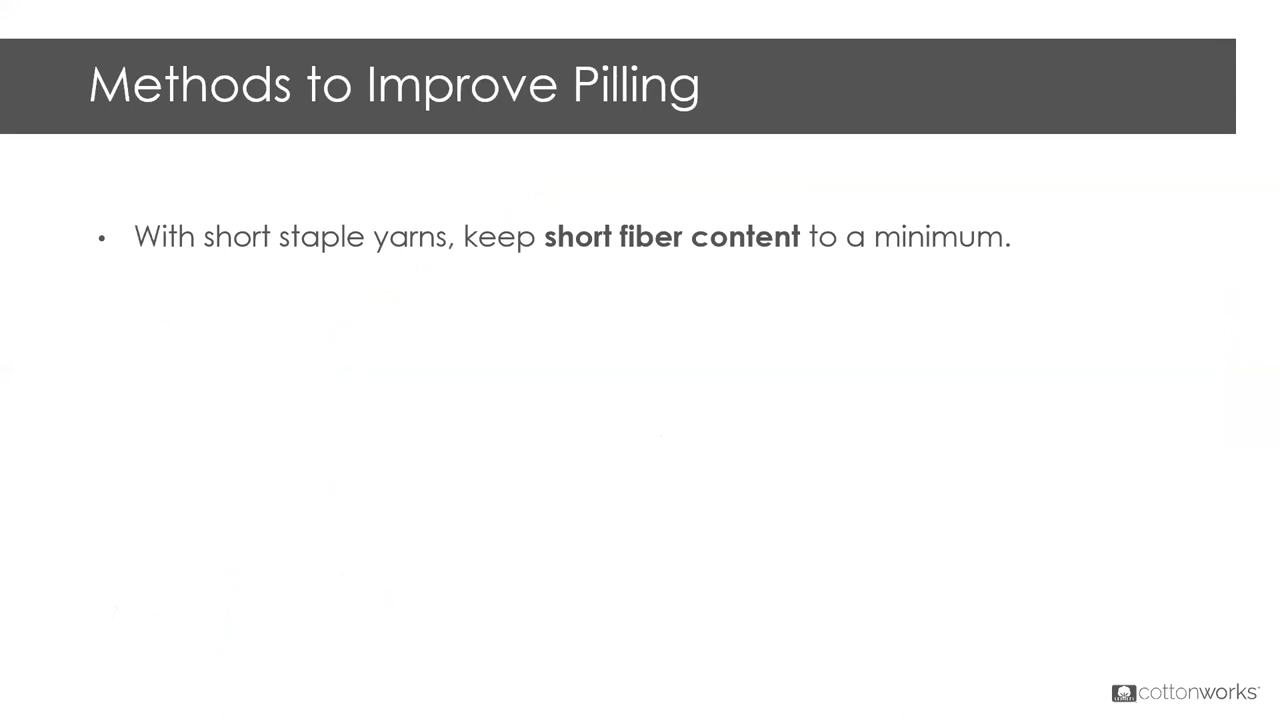 Methods to Improve Pilling
• With short staple yarns, keep short fiber content to a minimum.
cottonworks